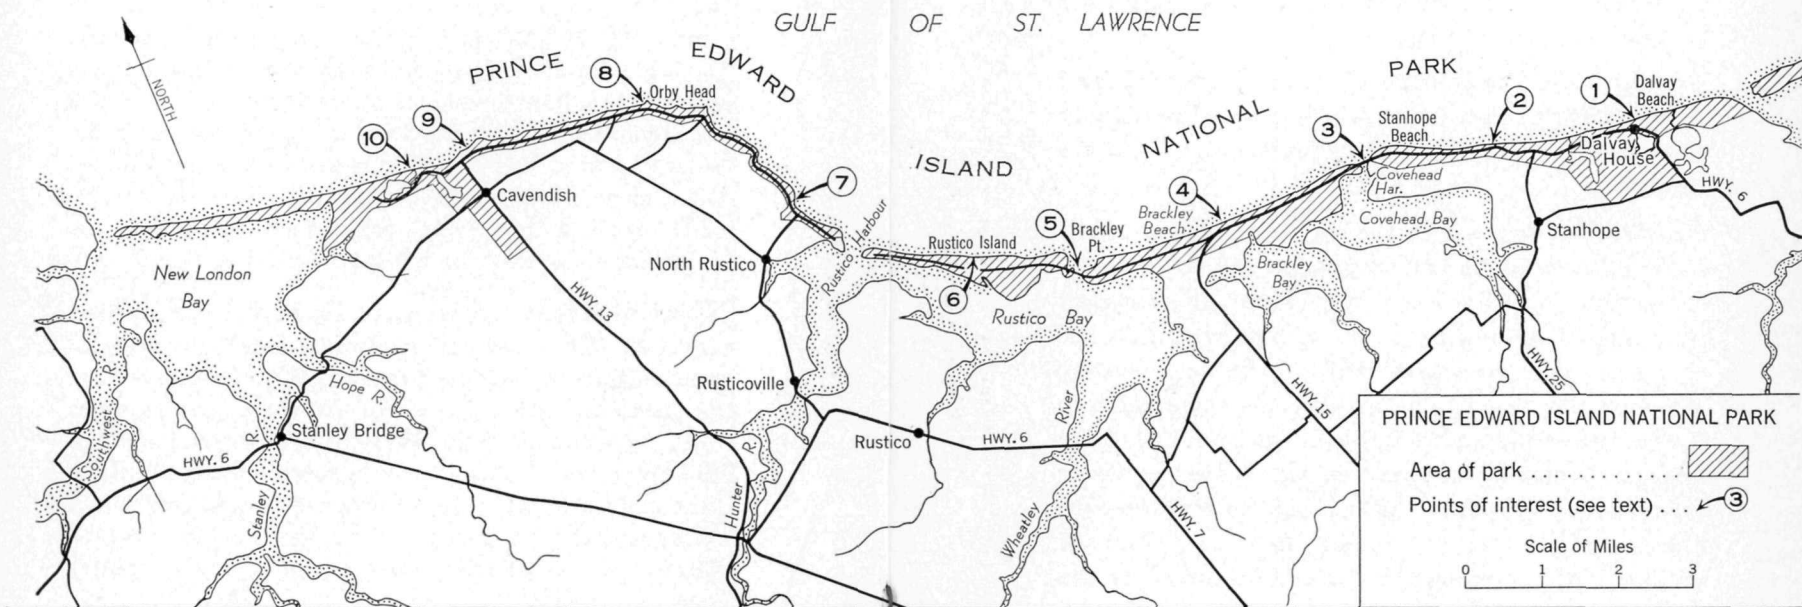 GULF OF ST. LAWRENCE
NORTH
PRINCE EDWARD ISLAND NATIONAL PARK
10
9
8
Orby Head
7
6
5
4
3
2
1
Dalvay
Beach
Stanhope
Beach
Dalvay
House
HWY. 6
Covehead
Har.
Covehead Bay
Stanhope
Brackley
Beach
Brackley
Pt.
Brackley
Bay
Rustico Island
Rustico Harbour
Rustico Bay
Cavendish
North Rustico
New London
Bay
HWY. 13
Rusticoville
Hope R.
Stanley Bridge
Southwest R.
HWY. 6
Stanley R.
Hunter R.
Rustico
HWY. 6
Wheatley River
HWY. 7
HWY. 15
HWY. 25
PRINCE EDWARD ISLAND NATIONAL PARK
Area of park . . . . . . . . . . . . . .
Points of interest (see text) . . . 3
Scale of Miles
0 1 2 3